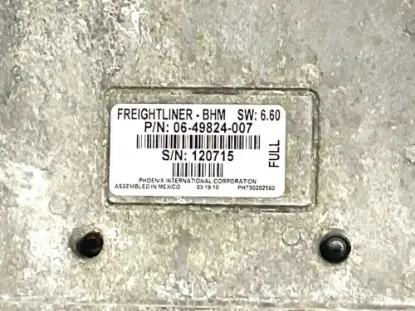 FREIGHTLINER - BHM SW: 6.60
P/N: 06-49824-007
S/N: 120715
FULL
PHOENIX INTERNATIONAL CORPORATION
ASSEMBLED IN MEXICO 03:19:10 PH790202560